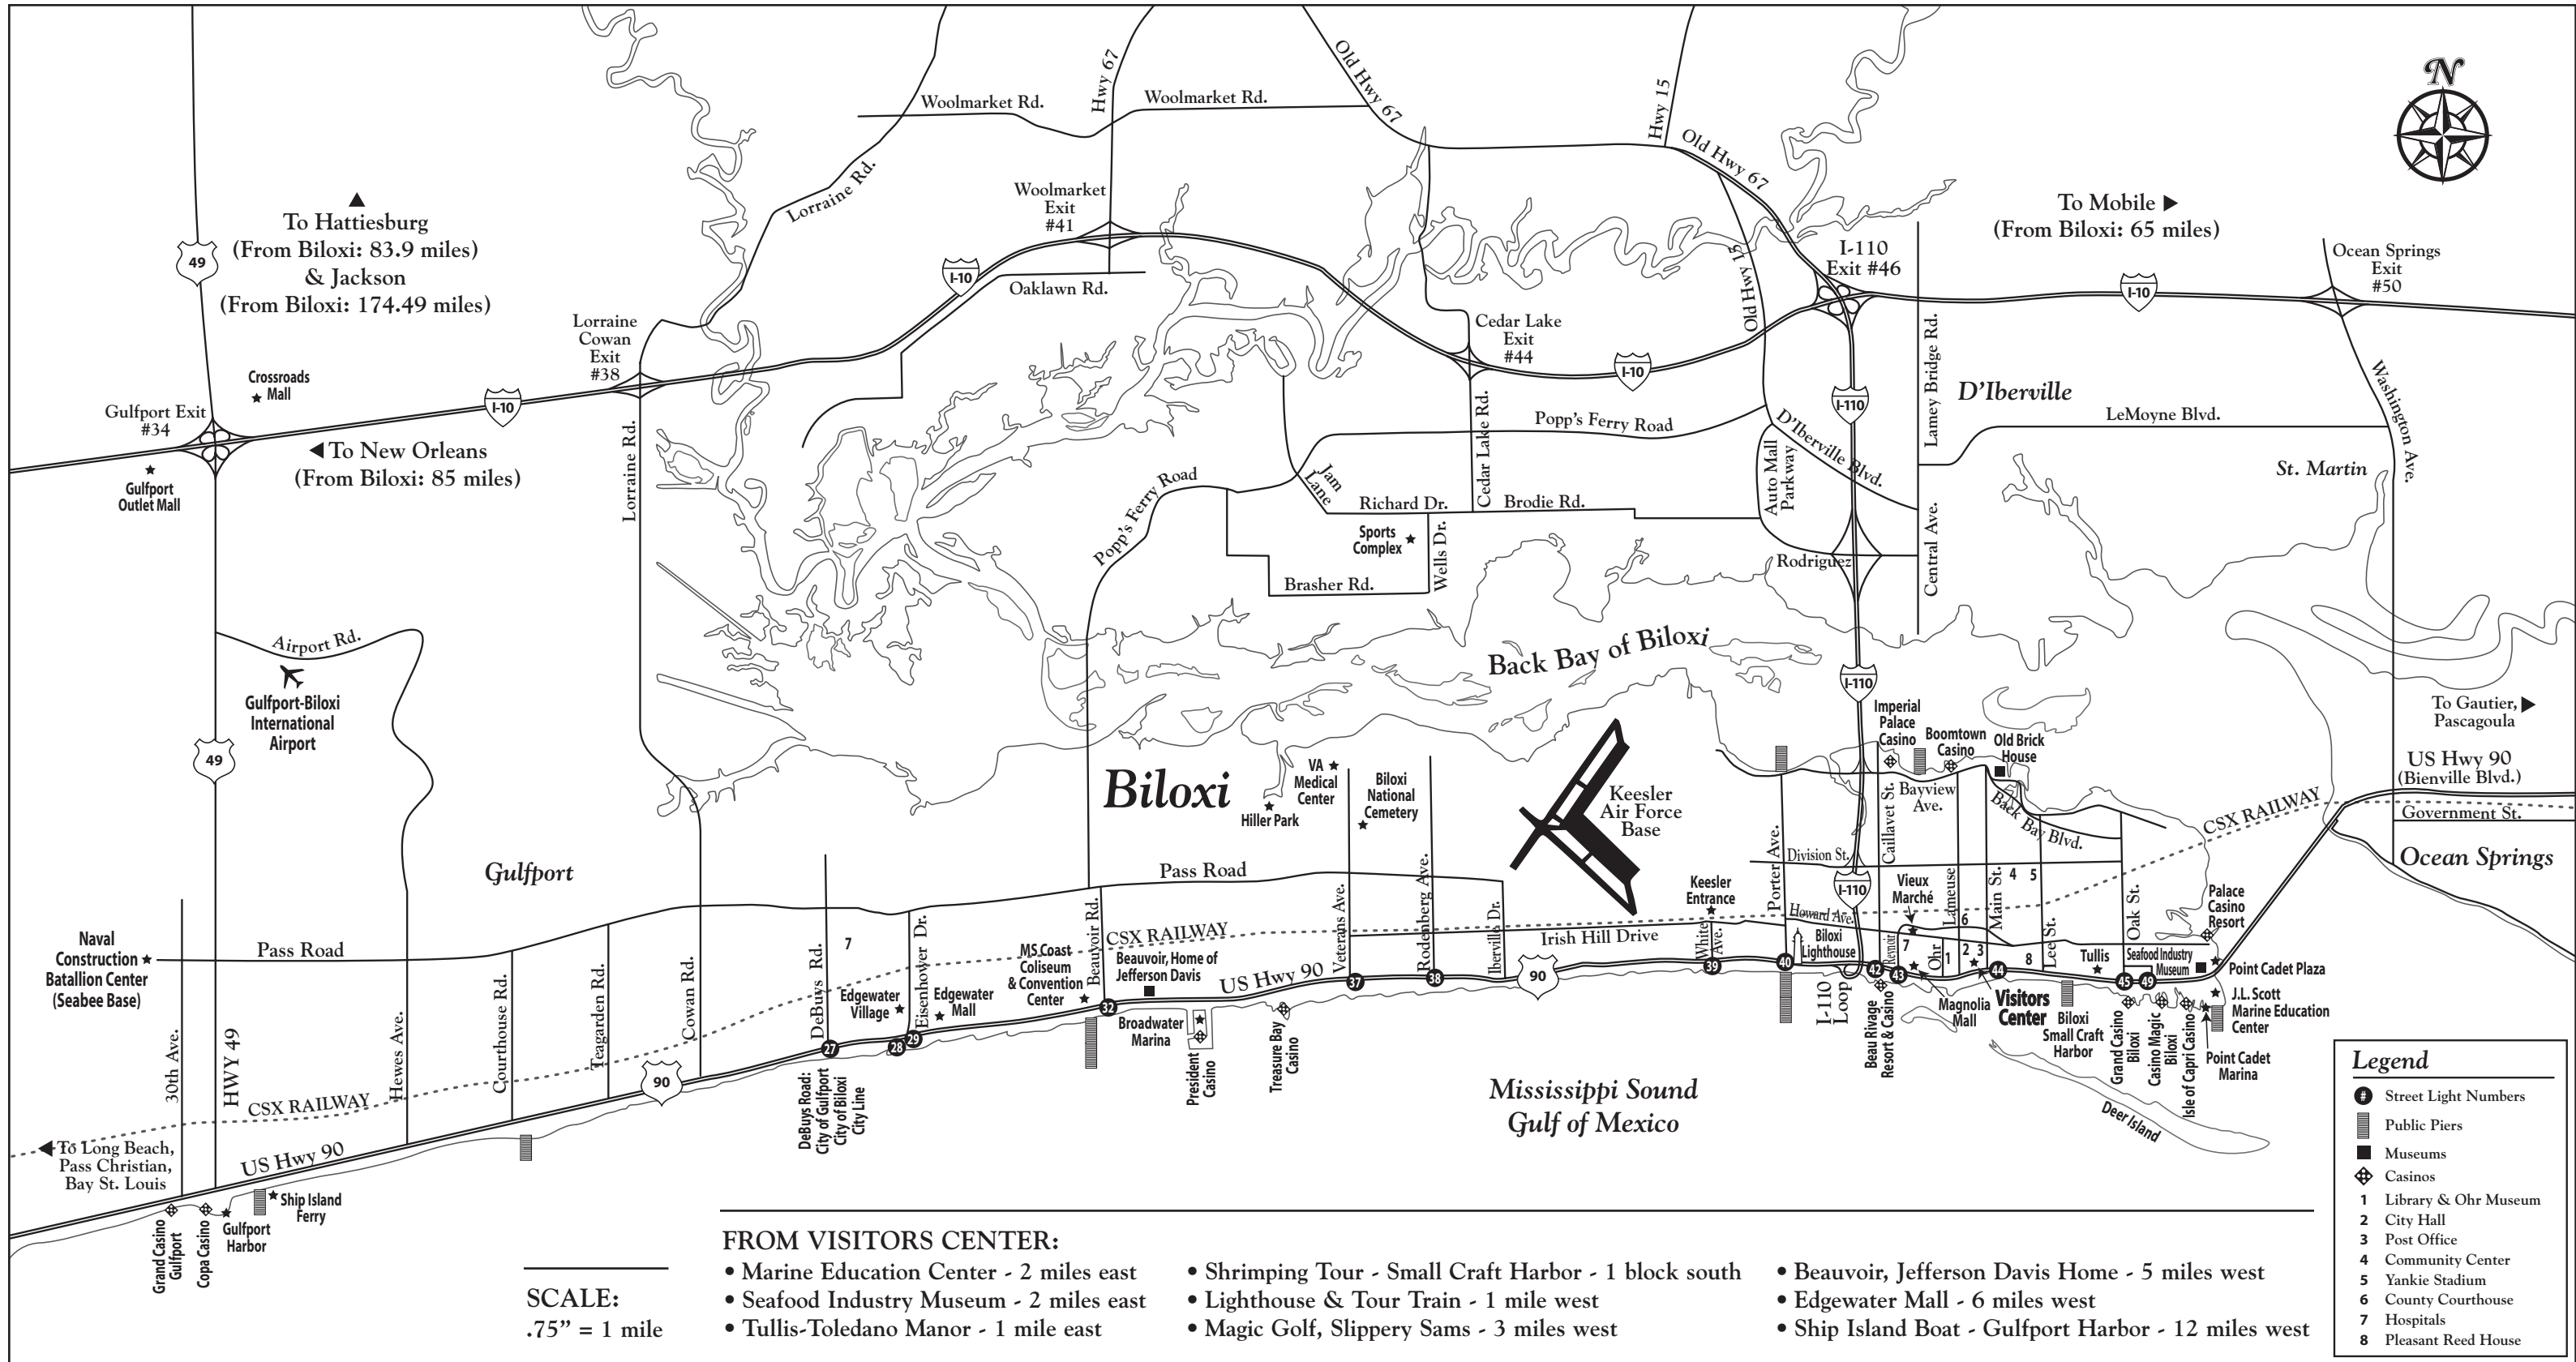 N
Woolmarket Rd.
Hwy 67
Woolmarket Rd.
Old Hwy 67
Hwy 15
Old Hwy 67
Lorraine Rd.
Woolmarket
Exit
#41
To Hattiesburg
(From Biloxi: 83.9 miles)
& Jackson
(From Biloxi: 174.49 miles)
49
To Mobile
(From Biloxi: 65 miles)
I-110
Exit #46
Ocean Springs
Exit
#50
I-10
Oaklawn Rd.
Old Hwy 15
I-10
Lorraine
Cowan
Exit
#38
Cedar Lake
Exit
#44
I-10
Lamey Bridge Rd.
Crossroads
Mall
I-10
I-110
D'Iberville
Washington Ave.
Gulfport Exit
#34
To New Orleans
(From Biloxi: 85 miles)
Gulfport
Outlet Mall
Lorraine Rd.
Popp's Ferry Road
Cedar Lake Rd.
LeMoyne Blvd.
D'Iberville Blvd.
Auto Mall
Parkway
St. Martin
Popp's Ferry Road
Jam
Lane
Richard Dr.
Brodie Rd.
Sports
Complex
Wells Dr.
Brasher Rd.
Rodriguez
Central Ave.
Airport Rd.
Gulfport-Biloxi
International
Airport
49
Back Bay of Biloxi
I-110
To Gautier,
Pascagoula
US Hwy 90
(Bienville Blvd.)
Government St.
Ocean Springs
Imperial
Palace
Casino
Boomtown
Casino
Old Brick
House
Bayview
Ave.
Back Bay Blvd.
CSX RAILWAY
Biloxi
Hiller Park
VA
Medical
Center
Biloxi
National
Cemetery
Keesler
Air Force
Base
Caillavet St.
Porter Ave.
Division St.
I-110
Gulfport
Pass Road
Veterans Ave.
Rodenberg Ave.
Iberville Dr.
Keesler
Entrance
White
Ave.
Howard Ave.
Irish Hill Drive
Biloxi
Lighthouse
Vieux
Marché
Reynoir
7
Ohr
Lameuse
1
6
2
3
Main St.
4
5
8
Lee St.
Tullis
Oak St.
Seafood Industry
Museum
Palace
Casino
Resort
Point Cadet Plaza
J.L. Scott
Marine Education
Center
Point Cadet
Marina
Naval
Construction
Batallion Center
(Seabee Base)
Pass Road
30th Ave.
HWY 49
Hewes Ave.
Courthouse Rd.
Teagarden Rd.
Cowan Rd.
DeBuys Rd.
7
Edgewater
Village
Eisenhower Dr.
Edgewater
Mall
MS Coast
Coliseum
& Convention
Center
Beauvoir Rd.
CSX RAILWAY
Beauvoir, Home of
Jefferson Davis
US Hwy 90
90
27
28
29
32
37
38
39
40
42
43
44
45
49
I-110
Loop
Beau Rivage
Resort & Casino
Magnolia
Mall
Visitors
Center
Biloxi
Small Craft
Harbor
Grand Casino
Biloxi
Casino Magic
Biloxi
Isle of Capri Casino
Deer Island
Broadwater
Marina
President
Casino
Treasure Bay
Casino
DeBuys Road:
City of Gulfport
City of Biloxi
City Line
90
CSX RAILWAY
US Hwy 90
To Long Beach,
Pass Christian,
Bay St. Louis
Grand Casino
Gulfport
Copa Casino
Gulfport
Harbor
Ship Island
Ferry
Mississippi Sound
Gulf of Mexico
SCALE:
.75" = 1 mile
FROM VISITORS CENTER:
• Marine Education Center - 2 miles east
• Seafood Industry Museum - 2 miles east
• Tullis-Toledano Manor - 1 mile east
• Shrimping Tour - Small Craft Harbor - 1 block south
• Lighthouse & Tour Train - 1 mile west
• Magic Golf, Slippery Sams - 3 miles west
• Beauvoir, Jefferson Davis Home - 5 miles west
• Edgewater Mall - 6 miles west
• Ship Island Boat - Gulfport Harbor - 12 miles west
Legend
# Street Light Numbers
Public Piers
Museums
Casinos
1 Library & Ohr Museum
2 City Hall
3 Post Office
4 Community Center
5 Yankie Stadium
6 County Courthouse
7 Hospitals
8 Pleasant Reed House